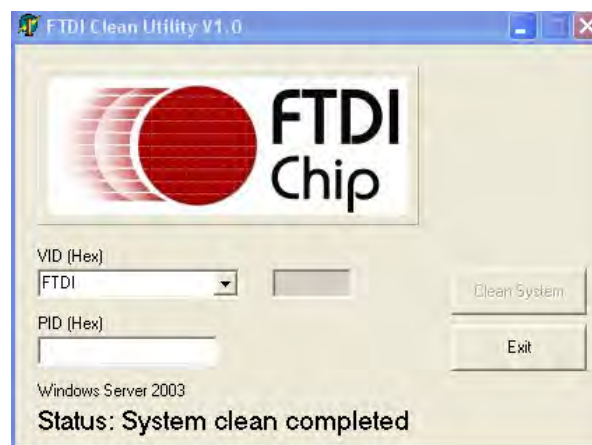 FTDI Clean Utility V1.0
FTDI
Chip
VID (Hex)
FTDI
Clean System
PID (Hex)
Exit
Windows Server 2003
Status: System clean completed